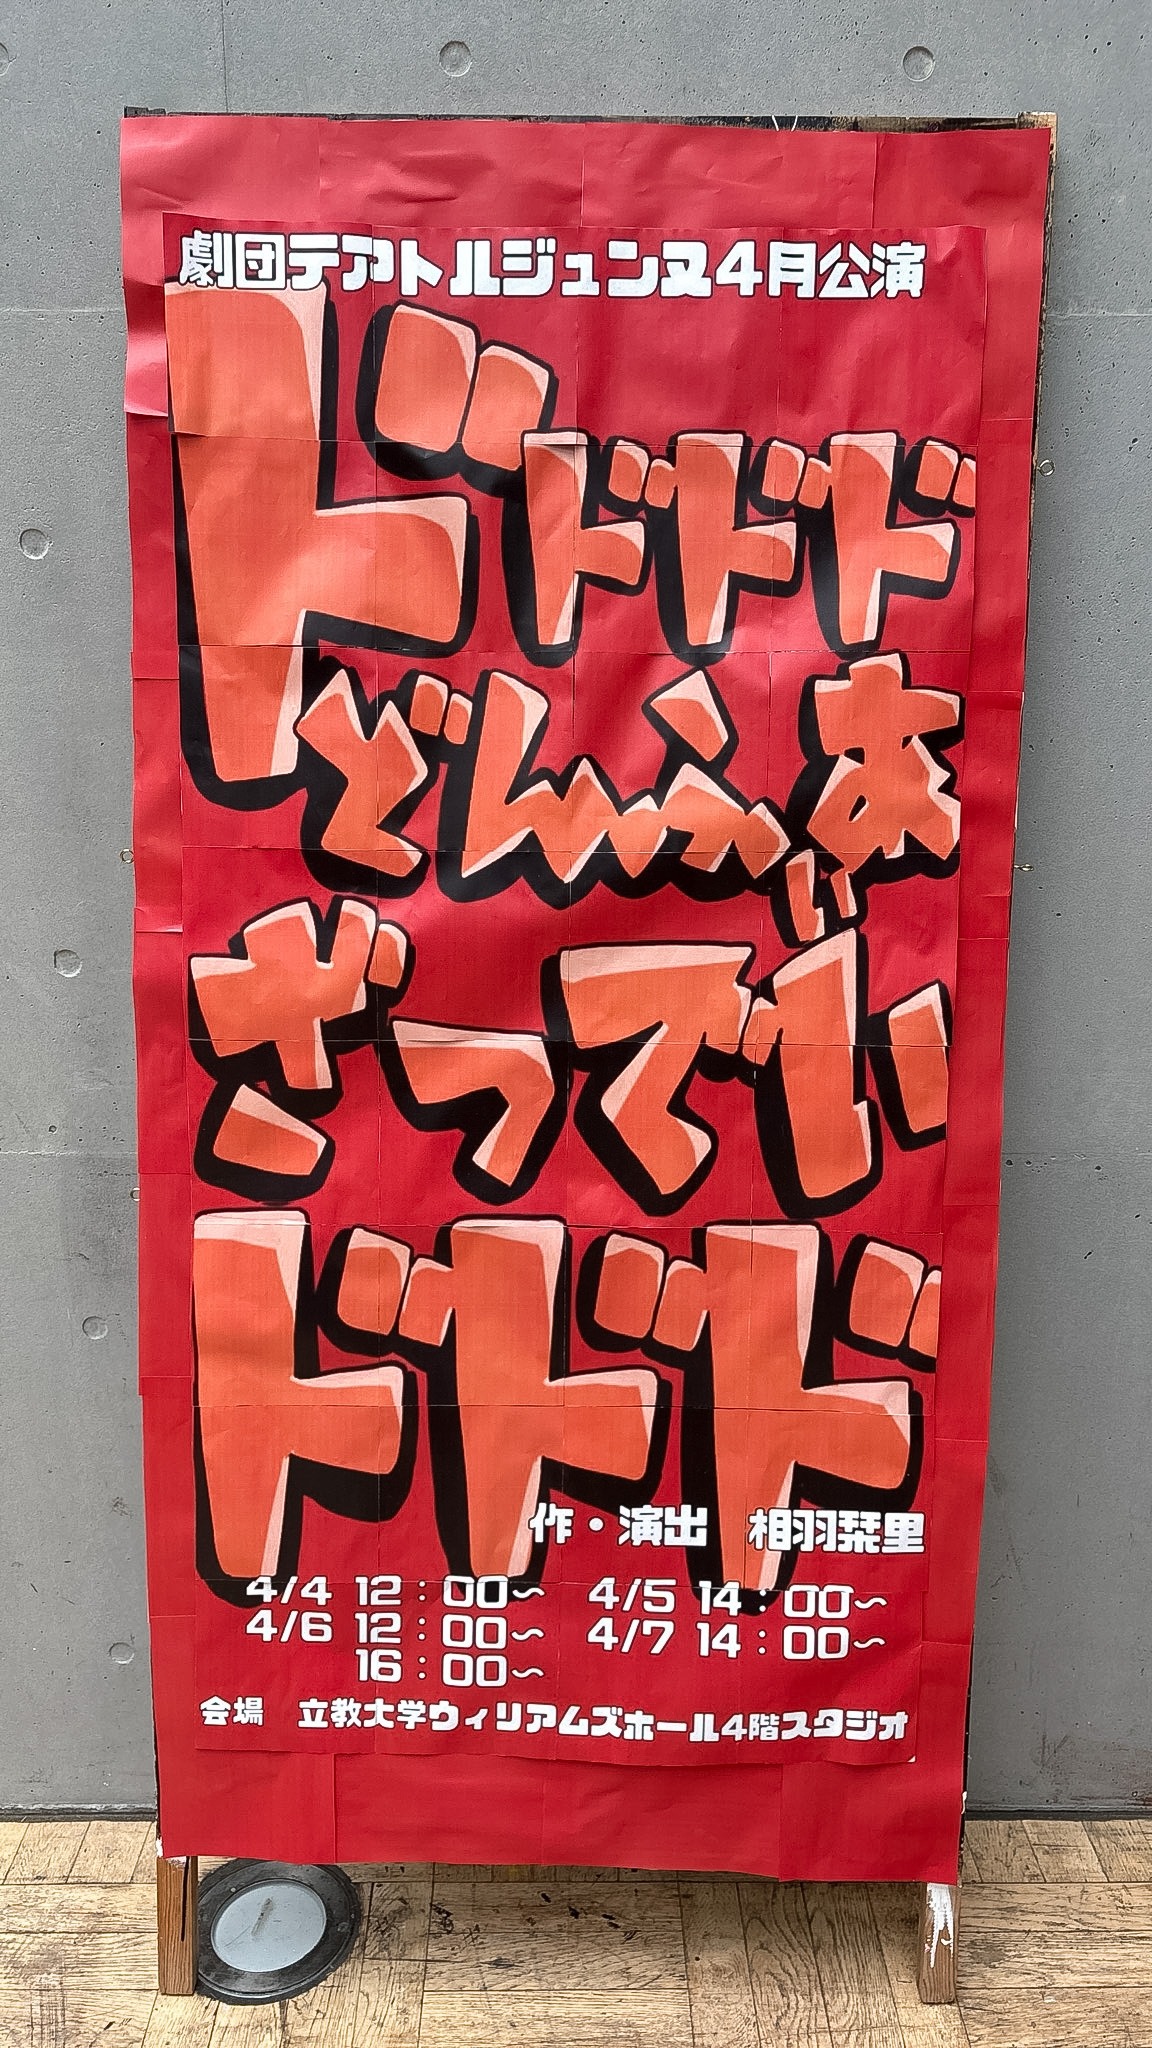 劇団テアトルジュンヌ4月公演
ドドドド
どんふあ
ざっでい
ドドド
作・演出 相羽栞里
4/4 12:00～ 4/5 14:00～
4/6 12:00～ 4/7 14:00～
16:00～
会場 立教大学ウィリアムズホール4階スタジオ